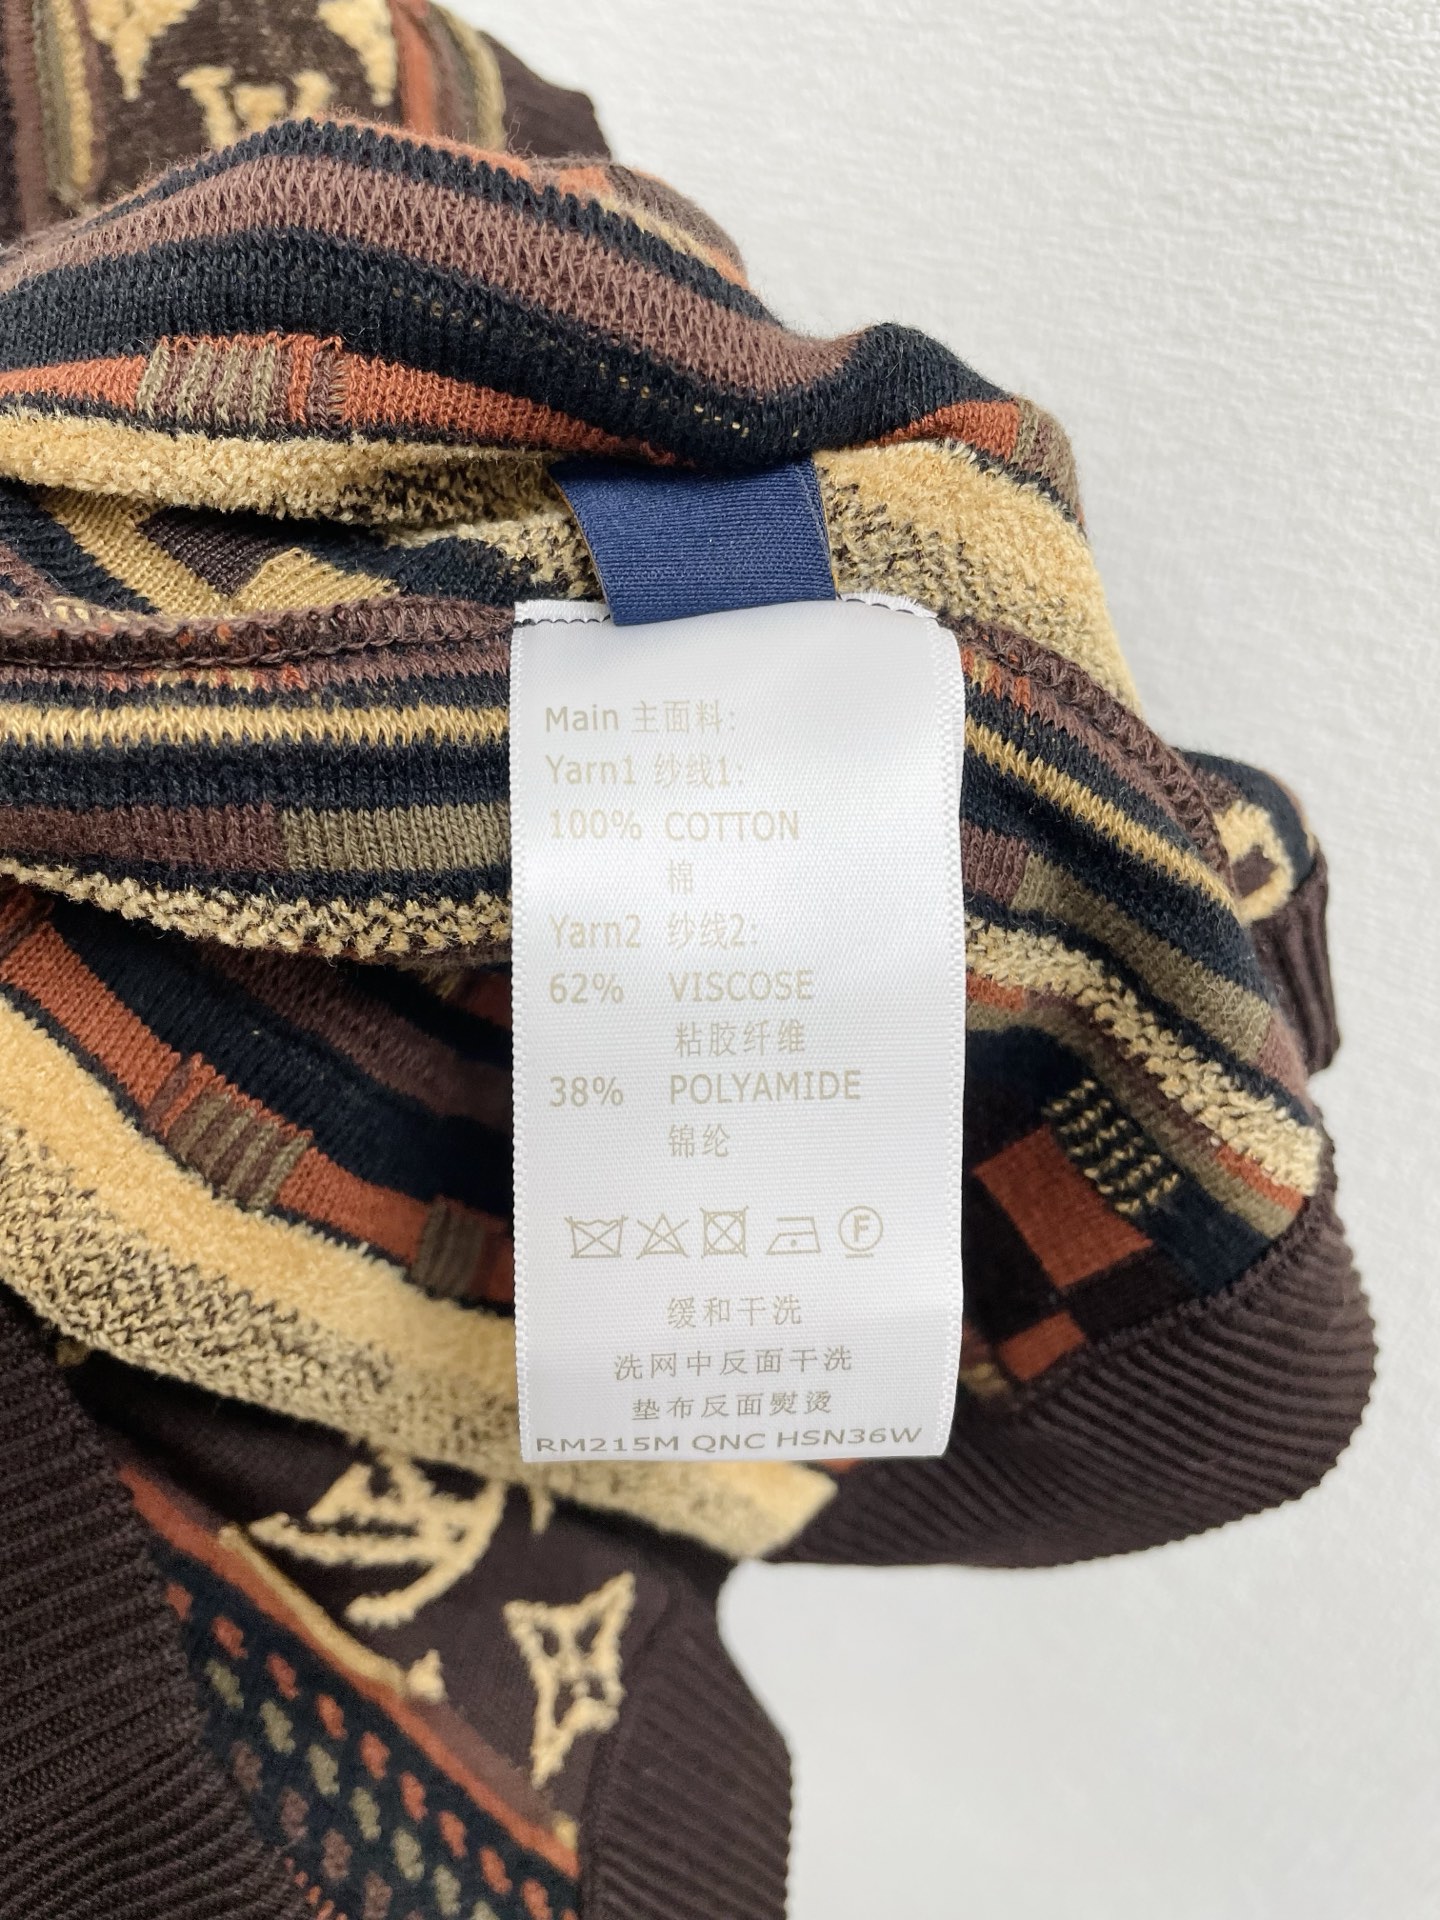 Main 主面料:
Yarn1 纱线1:
100% COTTON
棉
Yarn2 纱线2:
62% VISCOSE
粘胶纤维
38% POLYAMIDE
锦纶
F
缓和干洗
洗网中反面干洗
垫布反面熨烫
RM215M QNC HSN36W